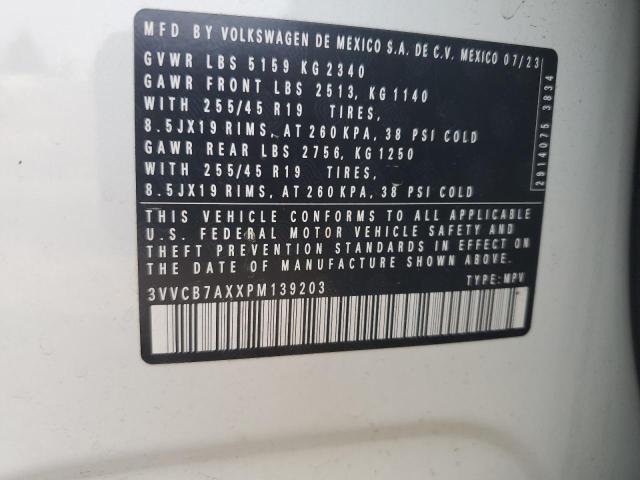 MFD BY VOLKSWAGEN DE MEXICO S.A. DE C.V. MEXICO 07/23
GVWR LBS 5159 KG 2340
GAWR FRONT LBS 2513, KG 1140
WITH 255/45 R19 TIRES,
8.5JX19 RIMS, AT 260 KPA, 38 PSI COLD
GAWR REAR LBS 2756, KG 1250
WITH 255/45 R19 TIRES,
8.5JX19 RIMS, AT 260 KPA, 38 PSI COLD
THIS VEHICLE CONFORMS TO ALL APPLICABLE
U.S. FEDERAL MOTOR VEHICLE SAFETY AND
THEFT PREVENTION STANDARDS IN EFFECT ON
THE DATE OF MANUFACTURE SHOWN ABOVE.
3VVCB7AXXPM139203 TYPE: MPV
2914075 3834